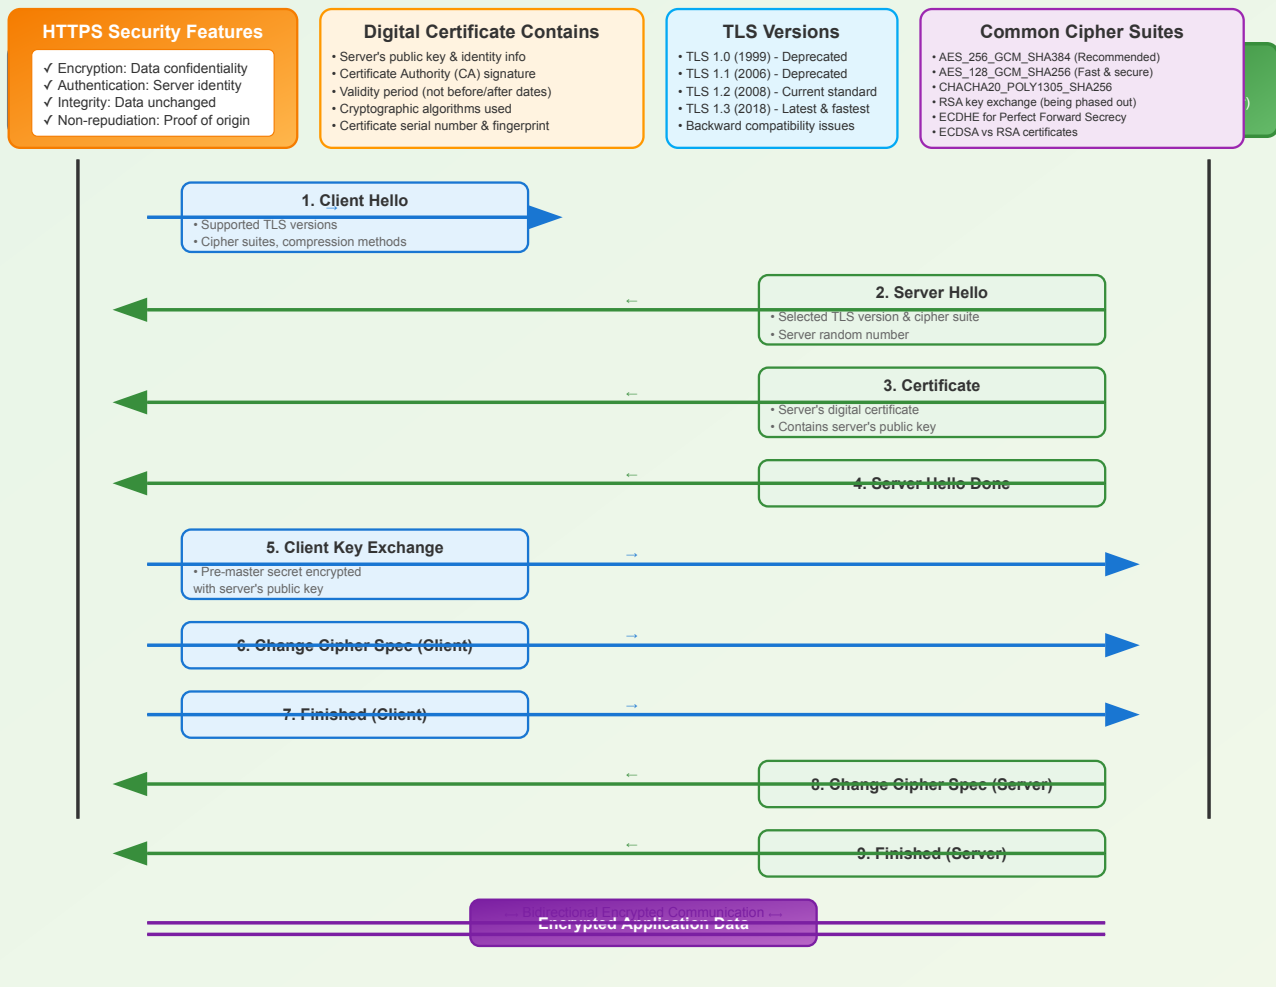 HTTPS Security Features
✓ Encryption: Data confidentiality
✓ Authentication: Server identity
✓ Integrity: Data unchanged
✓ Non-repudiation: Proof of origin
Digital Certificate Contains
• Server's public key & identity info
• Certificate Authority (CA) signature
• Validity period (not before/after dates)
• Cryptographic algorithms used
• Certificate serial number & fingerprint
TLS Versions
• TLS 1.0 (1999) - Deprecated
• TLS 1.1 (2006) - Deprecated
• TLS 1.2 (2008) - Current standard
• TLS 1.3 (2018) - Latest & fastest
• Backward compatibility issues
Common Cipher Suites
• AES_256_GCM_SHA384 (Recommended)
• AES_128_GCM_SHA256 (Fast & secure)
• CHACHA20_POLY1305_SHA256
• RSA key exchange (being phased out)
• ECDHE for Perfect Forward Secrecy
• ECDSA vs RSA certificates
)
1. Client Hello
→
• Supported TLS versions
• Cipher suites, compression methods
2. Server Hello
←
• Selected TLS version & cipher suite
• Server random number
3. Certificate
←
• Server's digital certificate
• Contains server's public key
←
4. Server Hello Done
5. Client Key Exchange
→
• Pre-master secret encrypted
with server's public key
→
6. Change Cipher Spec (Client)
→
7. Finished (Client)
←
8. Change Cipher Spec (Server)
←
9. Finished (Server)
⟵ Bidirectional Encrypted Communication ⟶
Encrypted Application Data